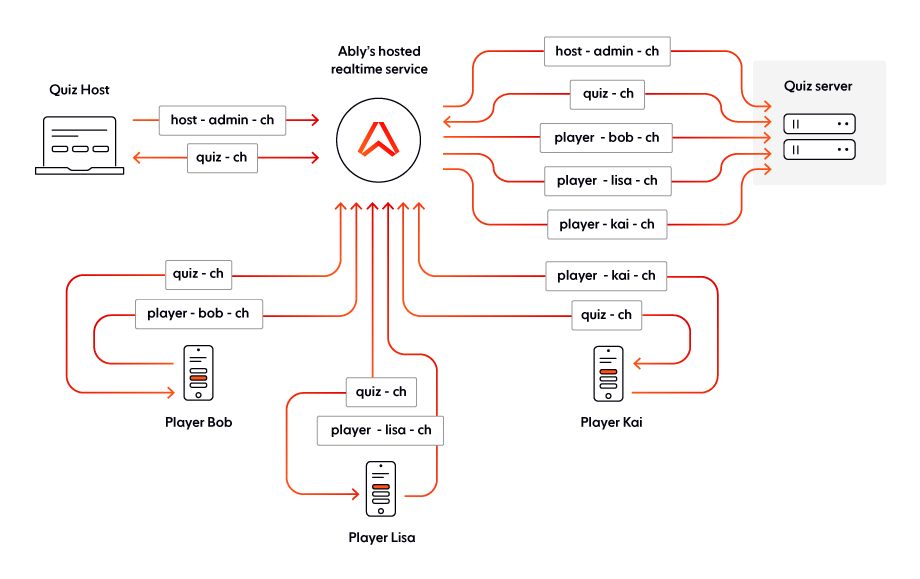 Ably's hosted
realtime service
Quiz Host
host - admin - ch
quiz - ch
host - admin - ch
quiz - ch
player - bob - ch
player - lisa - ch
player - kai - ch
Quiz server
quiz - ch
player - bob - ch
Player Bob
quiz - ch
player - lisa - ch
Player Lisa
player - kai - ch
quiz - ch
Player Kai